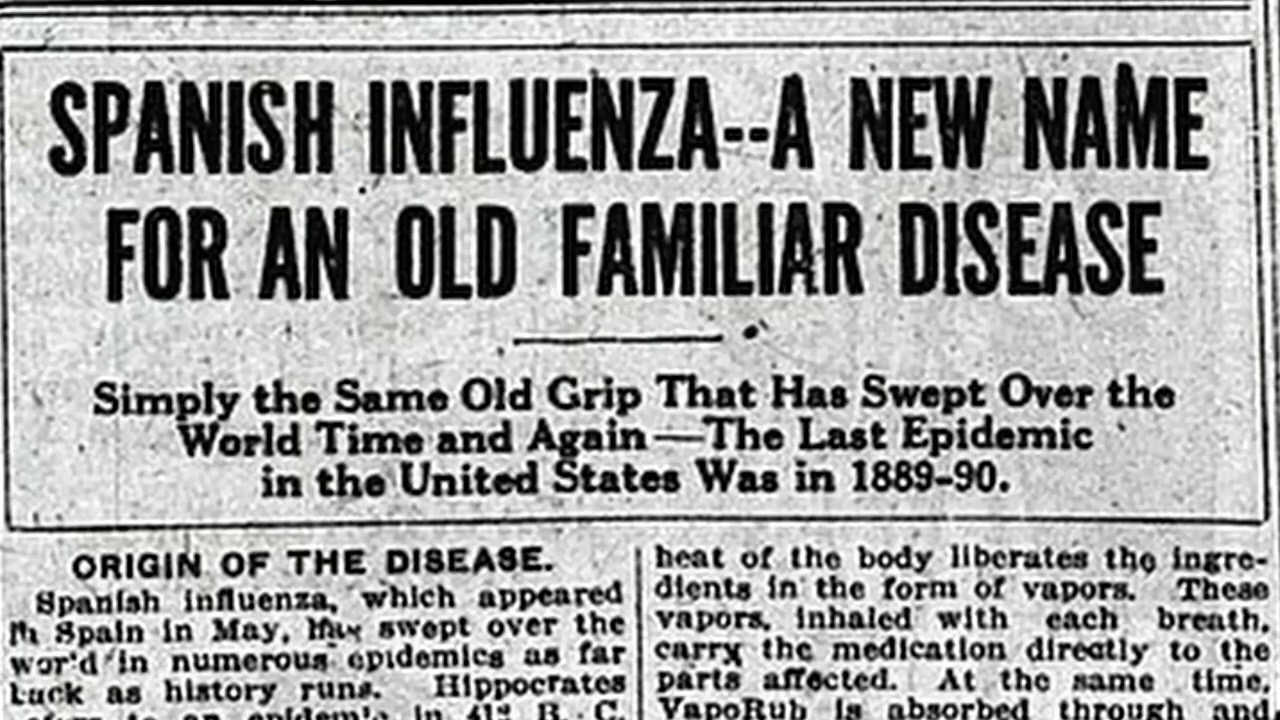 SPANISH INFLUENZA--A NEW NAME
FOR AN OLD FAMILIAR DISEASE
Simply the Same Old Grip That Has Swept Over the
World Time and Again—The Last Epidemic
in the United States Was in 1889-90.
ORIGIN OF THE DISEASE.
Spanish influenza, which appeared
Spain in May, swept over the
in numerous epidemics as far
as history runs. Hippocrates
an in B. C.
heat of the body liberates the ingre-
dients in the form of vapors. These
vapors, inhaled with each breath,
carry the medication directly to the
parts affected. At the same time,
VapoRub is absorbed through and